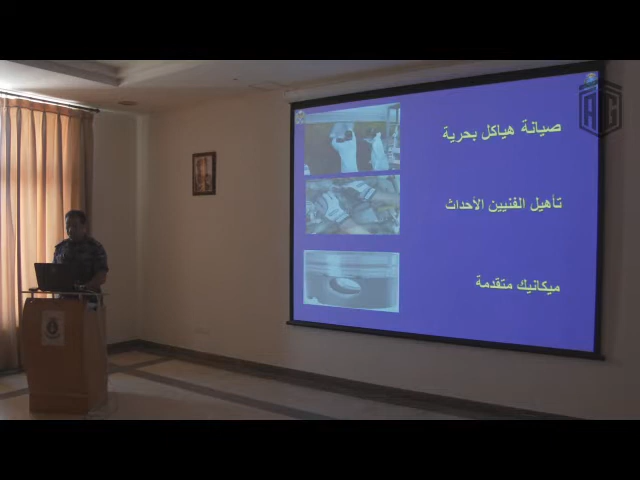 صيانة هياكل بحرية
تأهيل الفنيين الأحداث
ميكانيك متقدمة